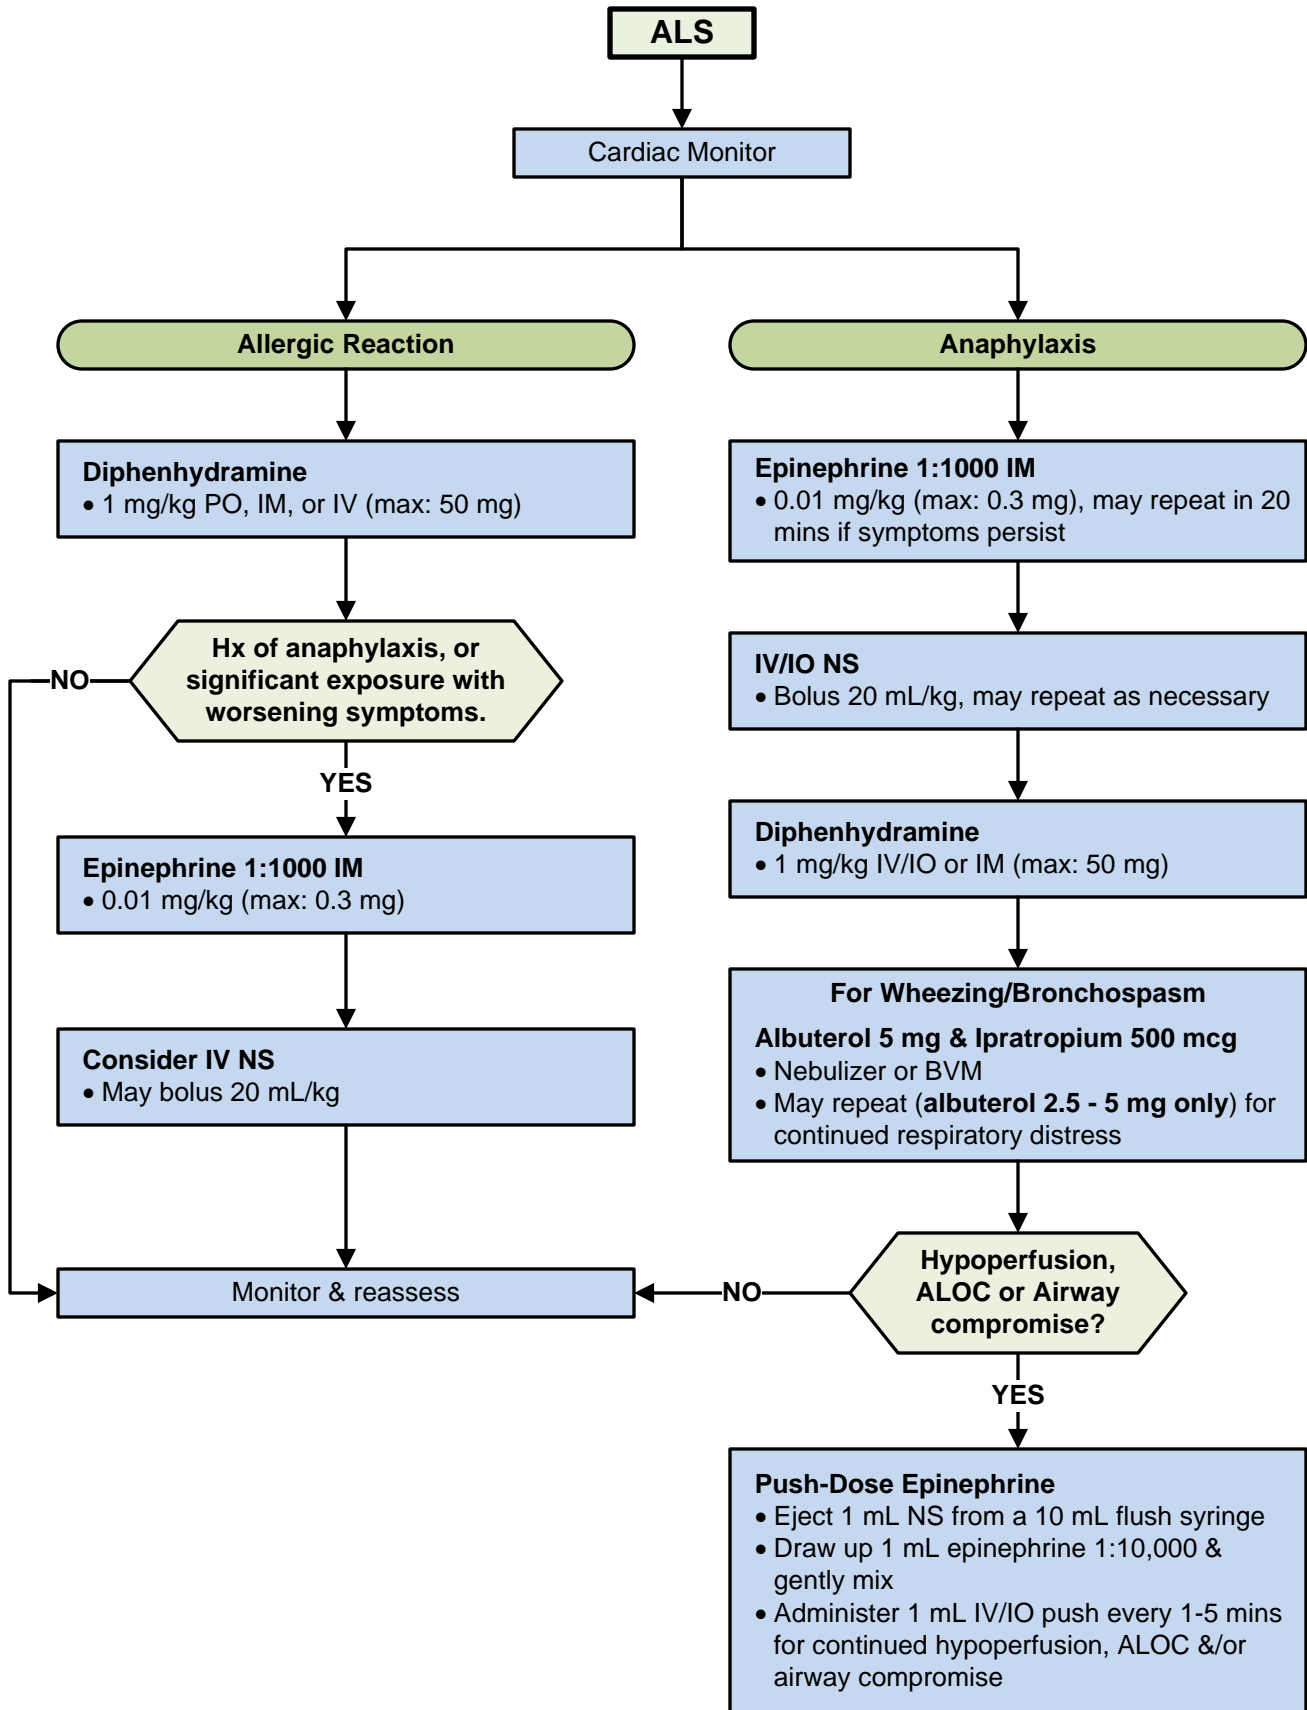 ALS
Cardiac Monitor
Allergic Reaction
Diphenhydramine
• 1 mg/kg PO, IM, or IV (max: 50 mg)
Hx of anaphylaxis, or
significant exposure with
worsening symptoms.
NO
YES
Epinephrine 1:1000 IM
• 0.01 mg/kg (max: 0.3 mg)
Consider IV NS
• May bolus 20 mL/kg
Monitor & reassess
Anaphylaxis
Epinephrine 1:1000 IM
• 0.01 mg/kg (max: 0.3 mg), may repeat in 20
mins if symptoms persist
IV/IO NS
• Bolus 20 mL/kg, may repeat as necessary
Diphenhydramine
• 1 mg/kg IV/IO or IM (max: 50 mg)
For Wheezing/Bronchospasm
Albuterol 5 mg & Ipratropium 500 mcg
• Nebulizer or BVM
• May repeat (albuterol 2.5 - 5 mg only) for
continued respiratory distress
Hypoperfusion,
ALOC or Airway
compromise?
NO
YES
Push-Dose Epinephrine
• Eject 1 mL NS from a 10 mL flush syringe
• Draw up 1 mL epinephrine 1:10,000 &
gently mix
• Administer 1 mL IV/IO push every 1-5 mins
for continued hypoperfusion, ALOC &/or
airway compromise